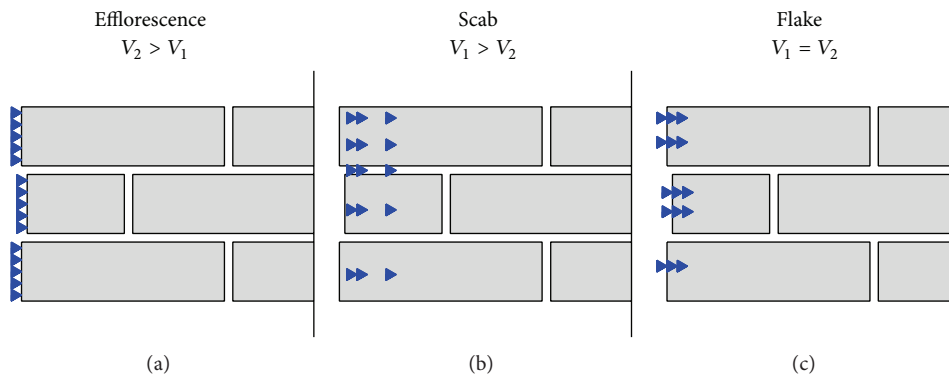 Efflorescence
V₂ > V₁
Scab
V₁ > V₂
Flake
V₁ = V₂
(a)
(b)
(c)